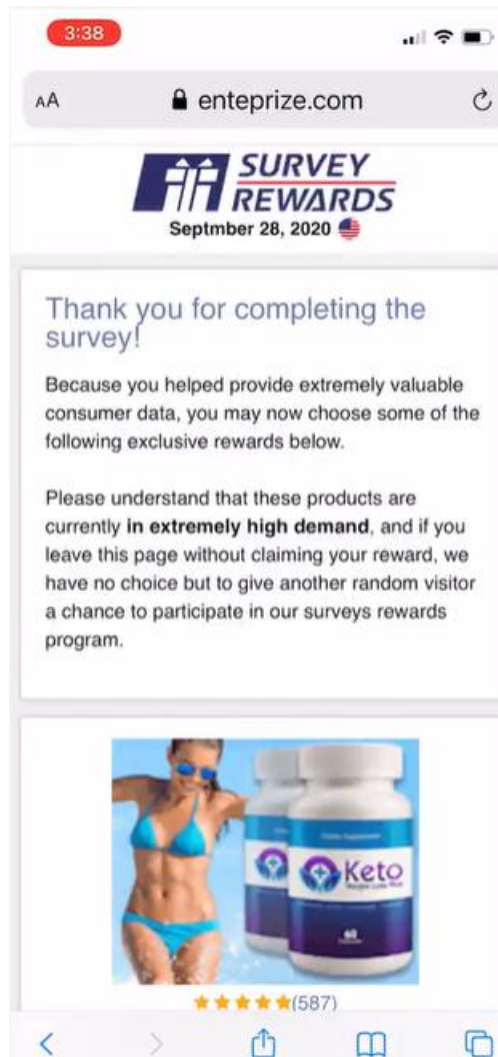 3:38
AA enteprize.com
SURVEY
REWARDS
Septmber 28, 2020
Thank you for completing the
survey!
Because you helped provide extremely valuable
consumer data, you may now choose some of the
following exclusive rewards below.
Please understand that these products are
currently in extremely high demand, and if you
leave this page without claiming your reward, we
have no choice but to give another random visitor
a chance to participate in our surveys rewards
program.
Keto
60
(587)